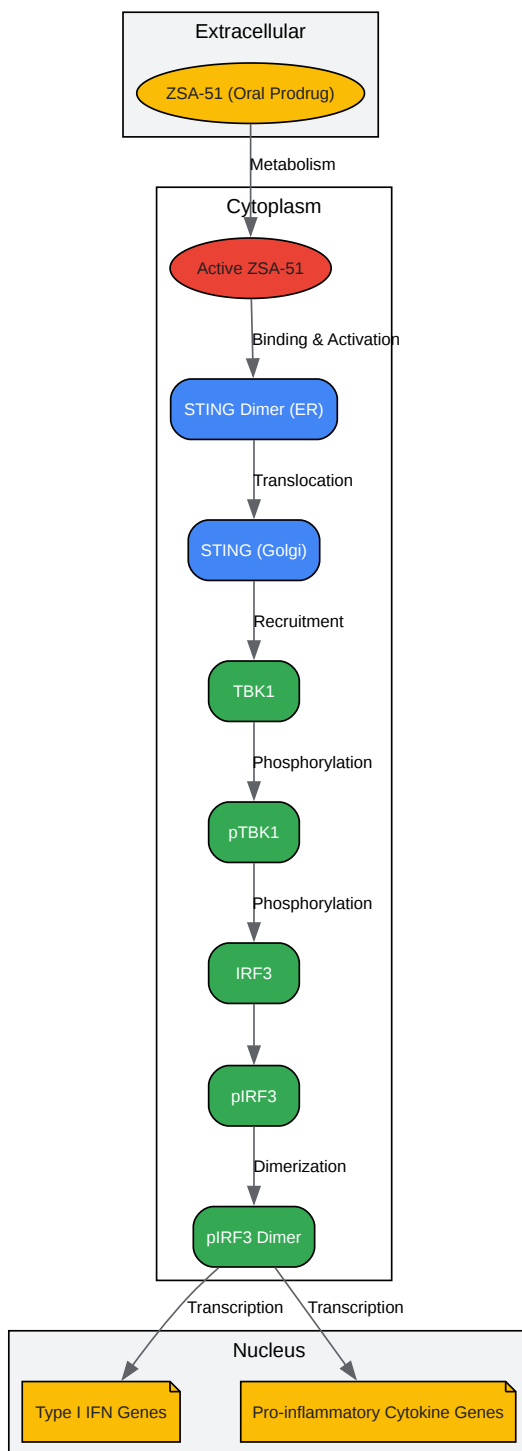 Extracellular
ZSA-51 (Oral Prodrug)
Metabolism
Cytoplasm
Active ZSA-51
Binding & Activation
STING Dimer (ER)
Translocation
STING (Golgi)
Recruitment
TBK1
Phosphorylation
pTBK1
Phosphorylation
IRF3
pIRF3
Dimerization
pIRF3 Dimer
Transcription
Transcription
Nucleus
Type I IFN Genes
Pro-inflammatory Cytokine Genes